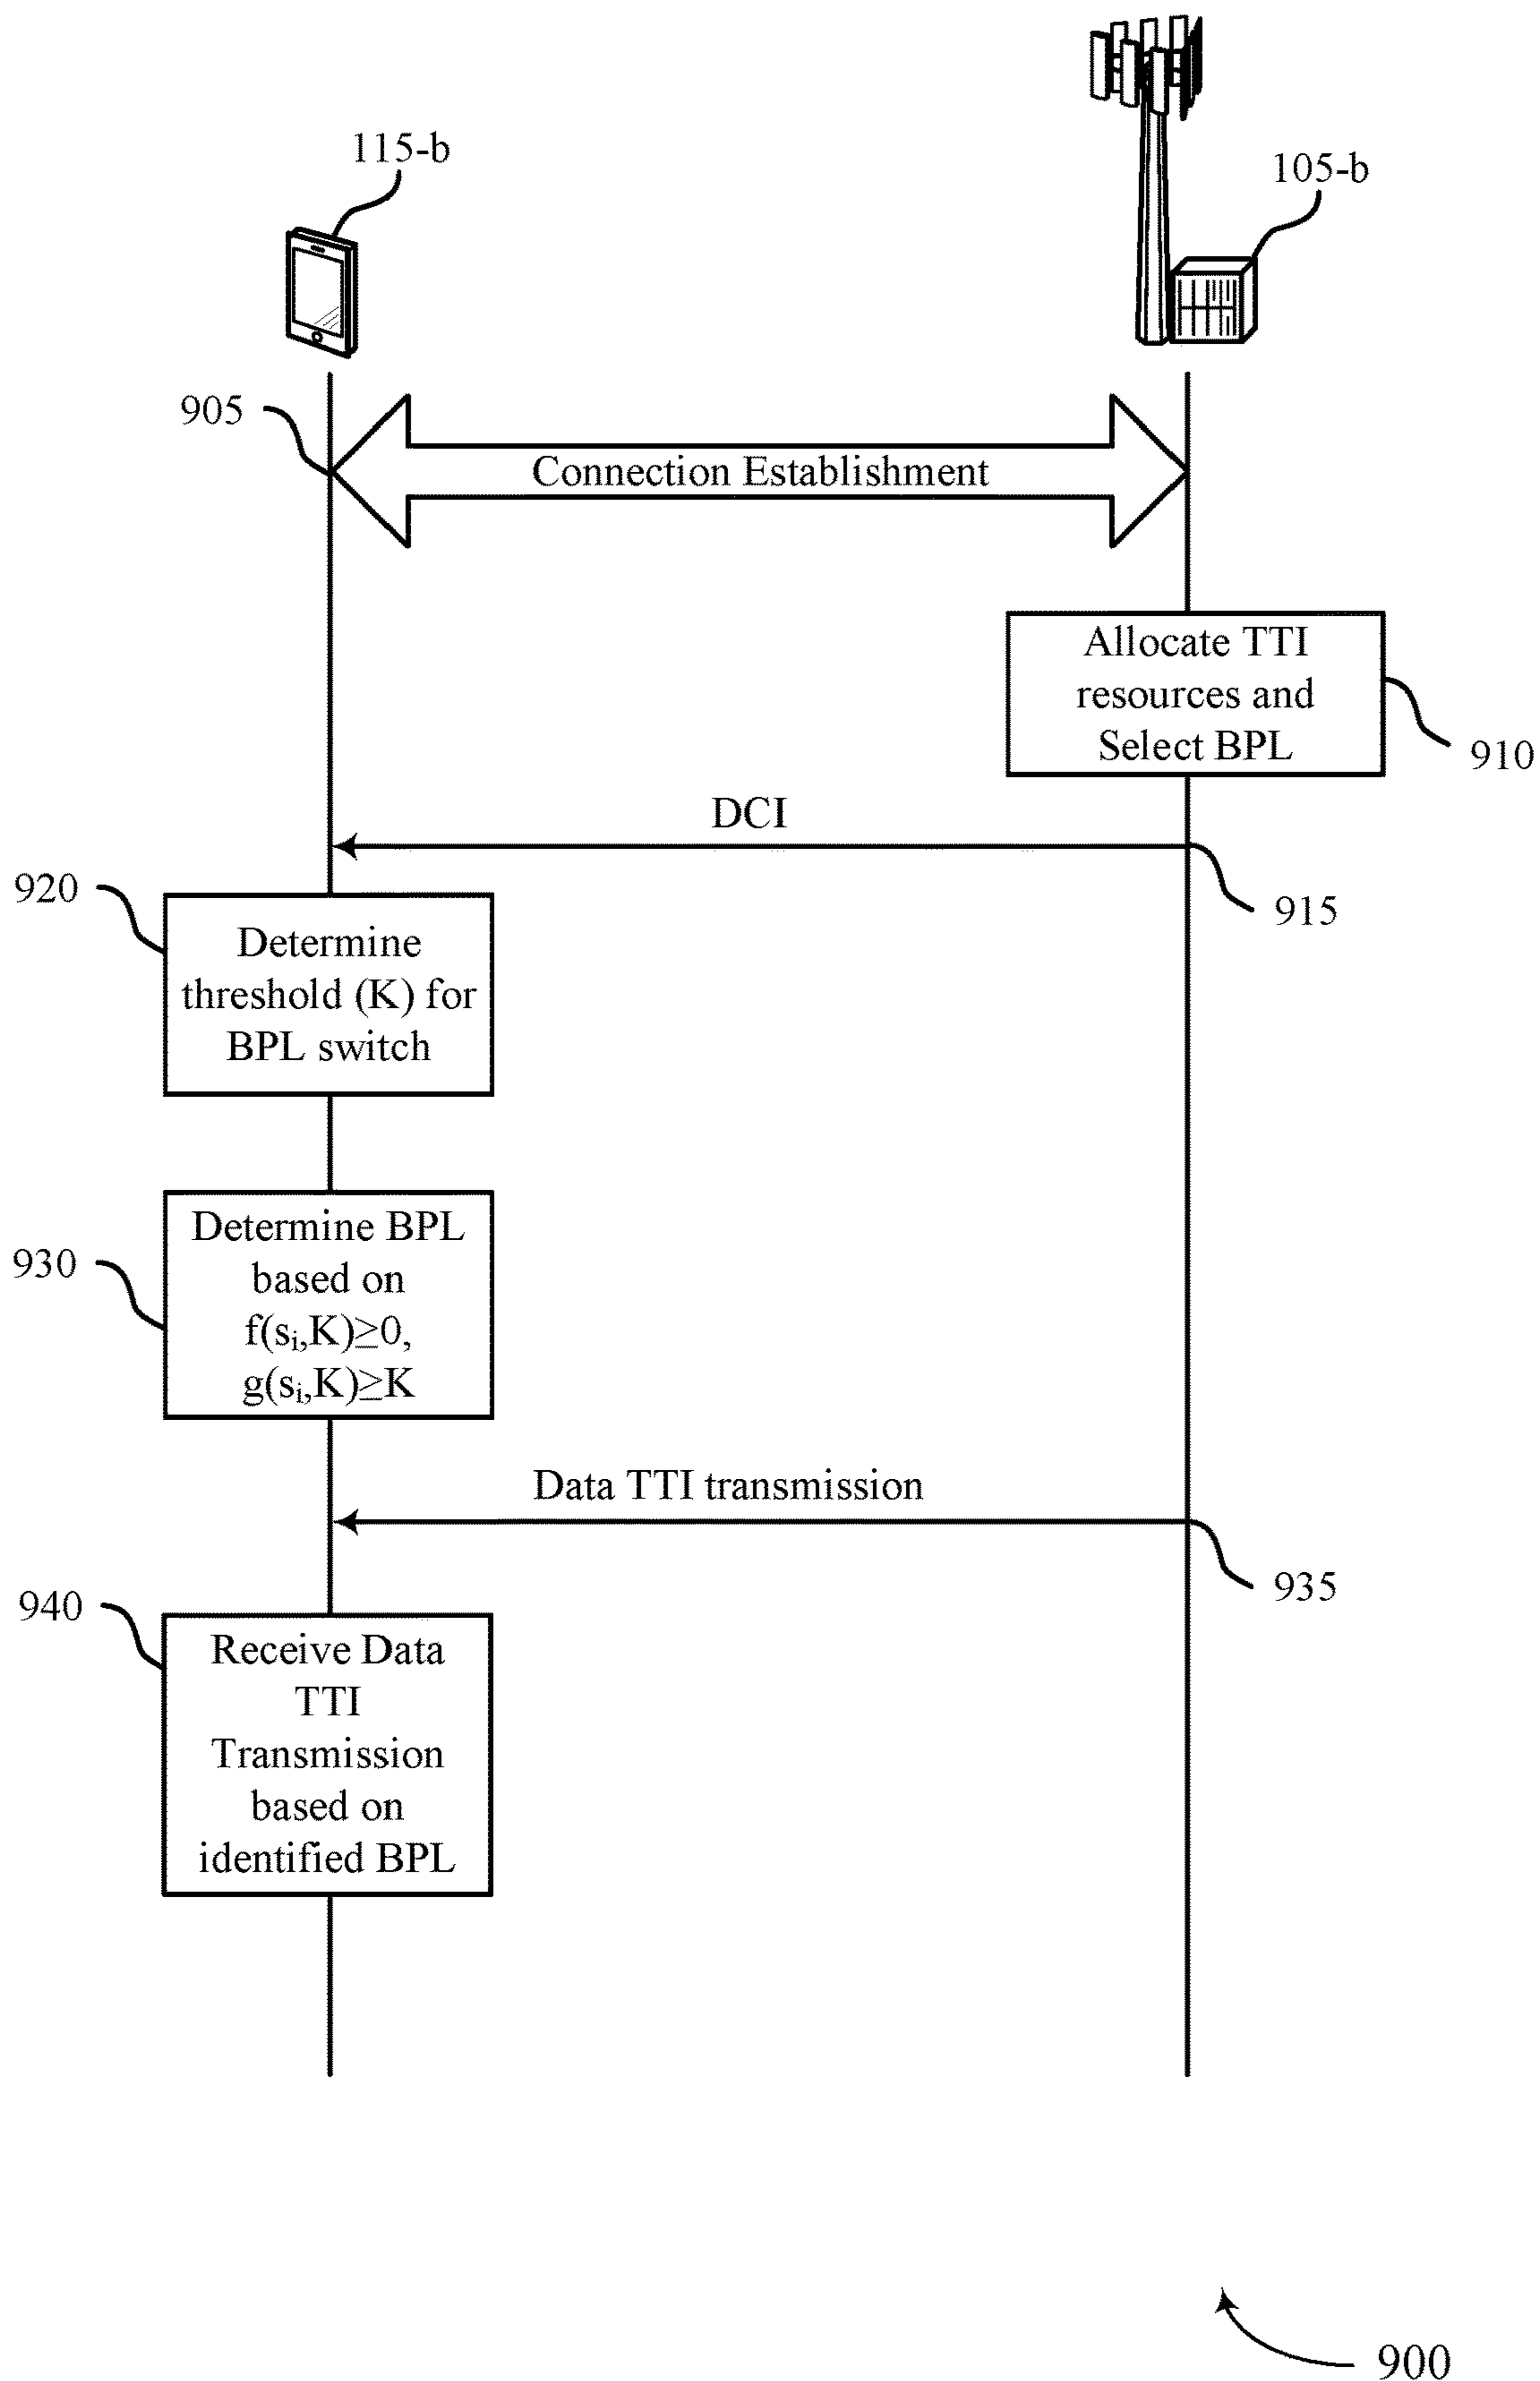 115-b
105-b
905
Connection Establishment
Allocate TTI
resources and
Select BPL
910
DCI
915
920
Determine
threshold (K) for
BPL switch
930
Determine BPL
based on
f(sᵢ,K)≥0,
g(sᵢ,K)≥K
Data TTI transmission
935
940
Receive Data
TTI
Transmission
based on
identified BPL
900